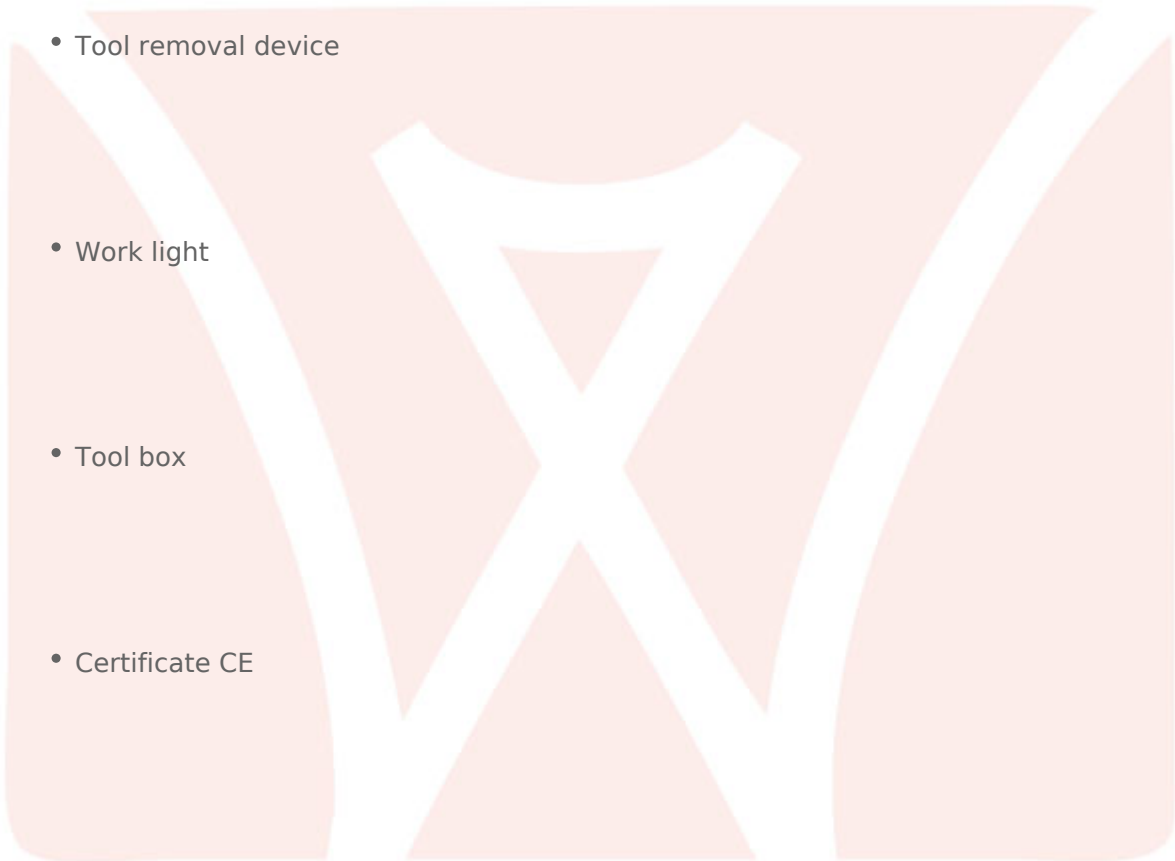 • Tool removal device
• Work light
• Tool box
• Certificate CE